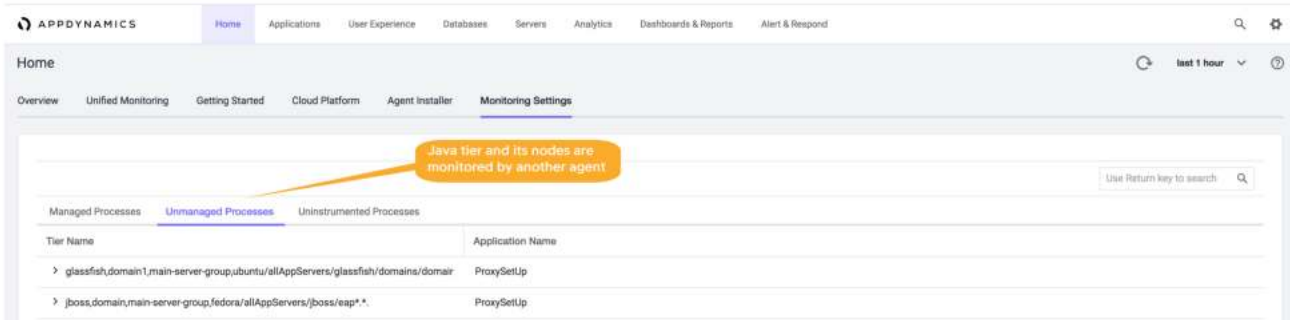 APPDYNAMICS Home Applications User Experience Databases Servers Analytics Dashboards & Reports Alert & Respond
Home last 1 hour
Overview Unified Monitoring Getting Started Cloud Platform Agent Installer Monitoring Settings
Java tier and its nodes are
monitored by another agent
Use Return key to search
Managed Processes Unmanaged Processes Uninstrumented Processes
Tier Name Application Name
glassfish,domain1,main-server-group,ubuntu/allAppServers/glassfish/domains/domair ProxySetUp
jboss,domain,main-server-group,fedora/allAppServers/jboss/eap*.*. ProxySetUp